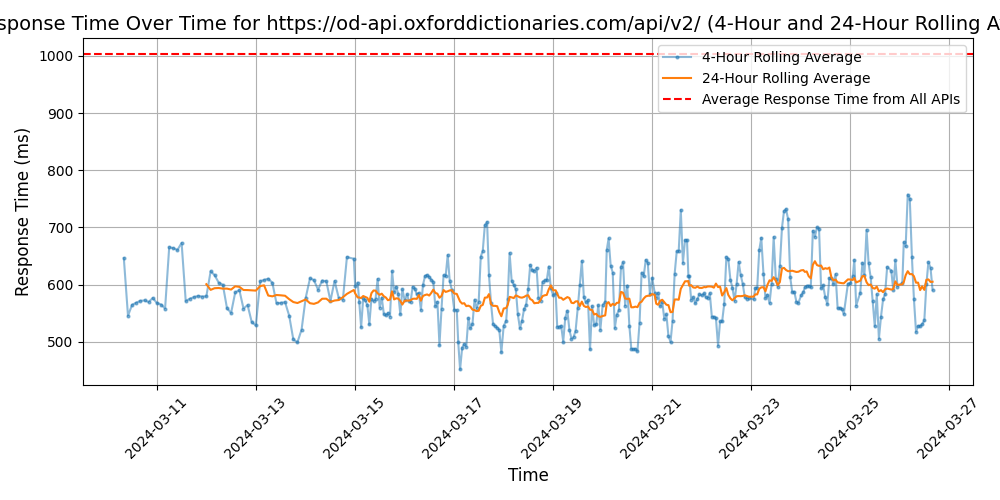 sponse Time Over Time for https://od-api.oxforddictionaries.com/api/v2/ (4-Hour and 24-Hour Rolling A
4-Hour Rolling Average
24-Hour Rolling Average
Average Response Time from All APIs
Response Time (ms)
1000
900
800
700
600
500
2024-03-11
2024-03-13
2024-03-15
2024-03-17
2024-03-19
2024-03-21
2024-03-23
2024-03-25
2024-03-27
Time